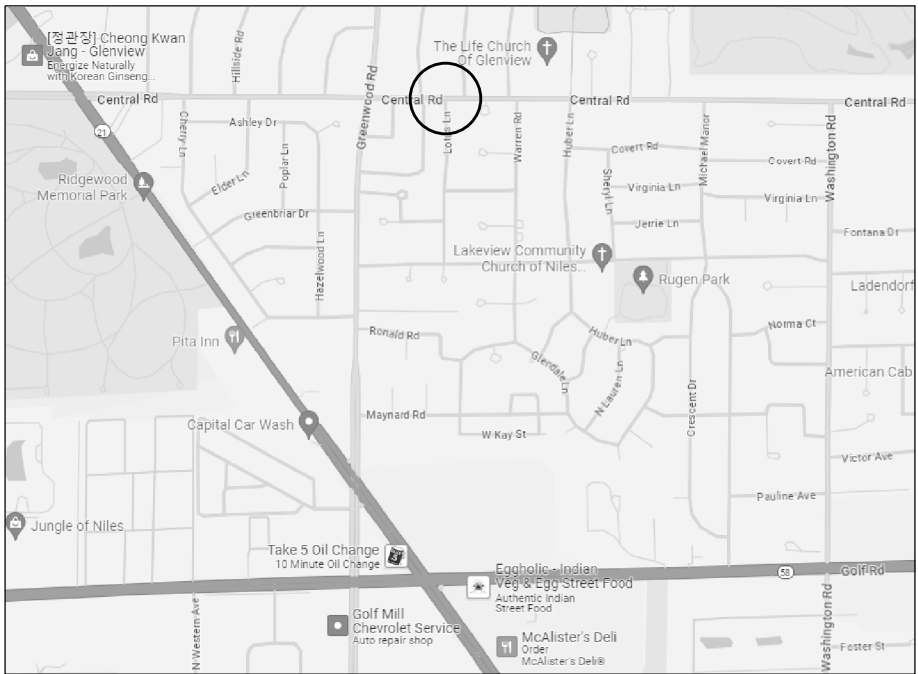 [정관장] Cheong Kwan
Jang - Glenview
Energize Naturally
with Korean Ginseng...
Hillside Rd
The Life Church
Of Glenview
Central Rd
Central Rd
Central Rd
Central Rd
Greenwood Rd
21
Cherry Ln
Ashley Dr
Poplar Ln
Elder Ln
Lotus Ln
Warren Rd
Huber Ln
Covert Rd
Michael Manor
Washington Rd
Covert Rd
Ridgewood
Memorial Park
Sheryl Ln
Virginia Ln
Virginia Ln
Greenbriar Dr
Jerrie Ln
Fontana Dr
Hazelwood Ln
Lakeview Community
Church of Niles...
Rugen Park
Ladendorf
Pita Inn
Ronald Rd
Huber Ln
Norma Ct
Glendale Ln
N Lauren Ln
American Cab
Crescent Dr
Capital Car Wash
Maynard Rd
W Kay St
Victor Ave
Pauline Ave
Jungle of Niles
Take 5 Oil Change
10 Minute Oil Change
5
Eggholic - Indian
Veg & Egg Street Food
Authentic Indian
Street Food
58
Golf Rd
N Western Ave
Golf Mill
Chevrolet Service
Auto repair shop
McAlister's Deli
Order
McAlister's Deli®
Washington Rd
Foster St